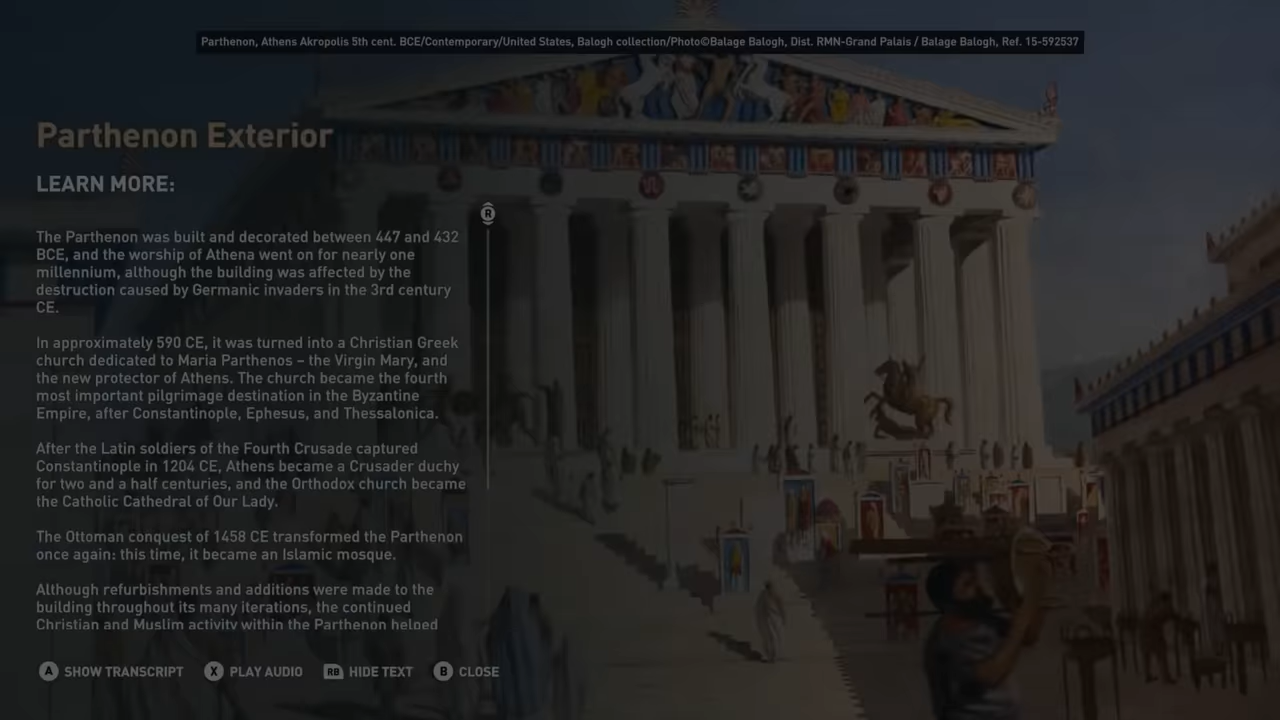 Parthenon, Athens Akropolis 5th cent. BCE/Contemporary/United States, Balogh collection/Photo©Balage Balogh, Dist. RMN-Grand Palais / Balage Balogh, Ref. 15-592537
Parthenon Exterior
LEARN MORE:
R
The Parthenon was built and decorated between 447 and 432
BCE, and the worship of Athena went on for nearly one
millennium, although the building was affected by the
destruction caused by Germanic invaders in the 3rd century
CE.
In approximately 590 CE, it was turned into a Christian Greek
church dedicated to Maria Parthenos – the Virgin Mary, and
the new protector of Athens. The church became the fourth
most important pilgrimage destination in the Byzantine
Empire, after Constantinople, Ephesus, and Thessalonica.
After the Latin soldiers of the Fourth Crusade captured
Constantinople in 1204 CE, Athens became a Crusader duchy
for two and a half centuries, and the Orthodox church became
the Catholic Cathedral of Our Lady.
The Ottoman conquest of 1458 CE transformed the Parthenon
once again: this time, it became an Islamic mosque.
Although refurbishments and additions were made to the
building throughout its many iterations, the continued
Christian and Muslim activity within the Parthenon helped
A SHOW TRANSCRIPT X PLAY AUDIO RB HIDE TEXT B CLOSE